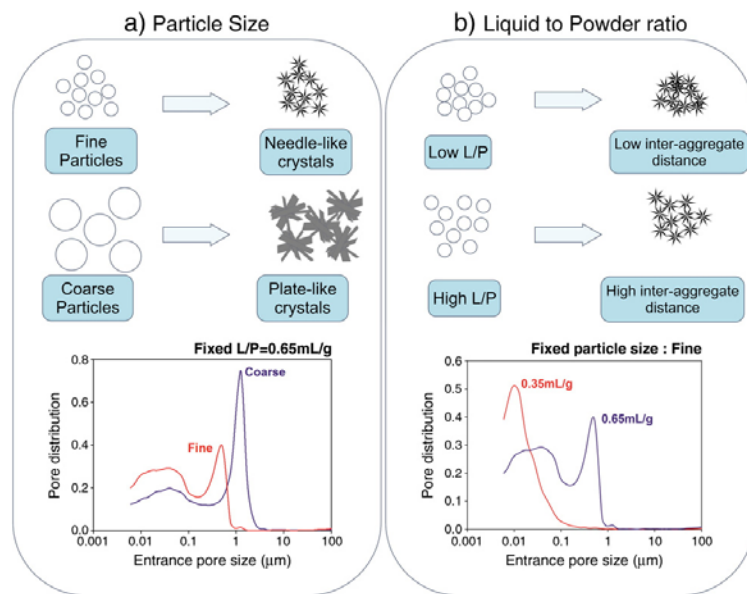 a) Particle Size
Fine
Particles
Needle-like
crystals
Coarse
Particles
Plate-like
crystals
Fixed L/P=0.65mL/g
Coarse
Fine
Pore distribution
0.8
0.6
0.4
0.2
0.0
0.001
0.01
0.1
1
10
100
Entrance pore size (μm)
b) Liquid to Powder ratio
Low L/P
Low inter-aggregate
distance
High L/P
High inter-aggregate
distance
Fixed particle size : Fine
0.35mL/g
0.65mL/g
Pore distribution
0.6
0.5
0.4
0.3
0.2
0.1
0.0
0.001
0.01
0.1
1
10
100
Entrance pore size (μm)